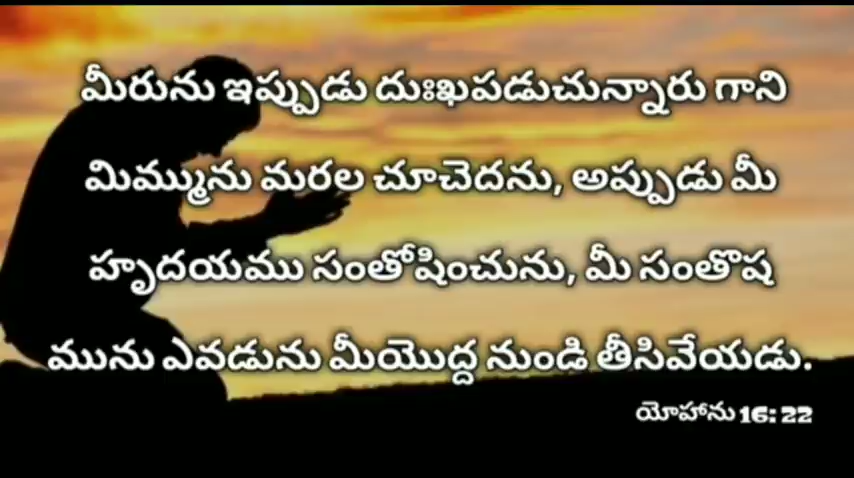 మీరును ఇప్పుడు దుఃఖపడుచున్నారు గాని
మిమ్మును మరల చూచెదను, అప్పుడు మీ
హృదయము సంతోషించును, మీ సంతొష
మును ఎవడును మీయొద్ద నుండి తీసివేయడు.
యోహాను 16: 22